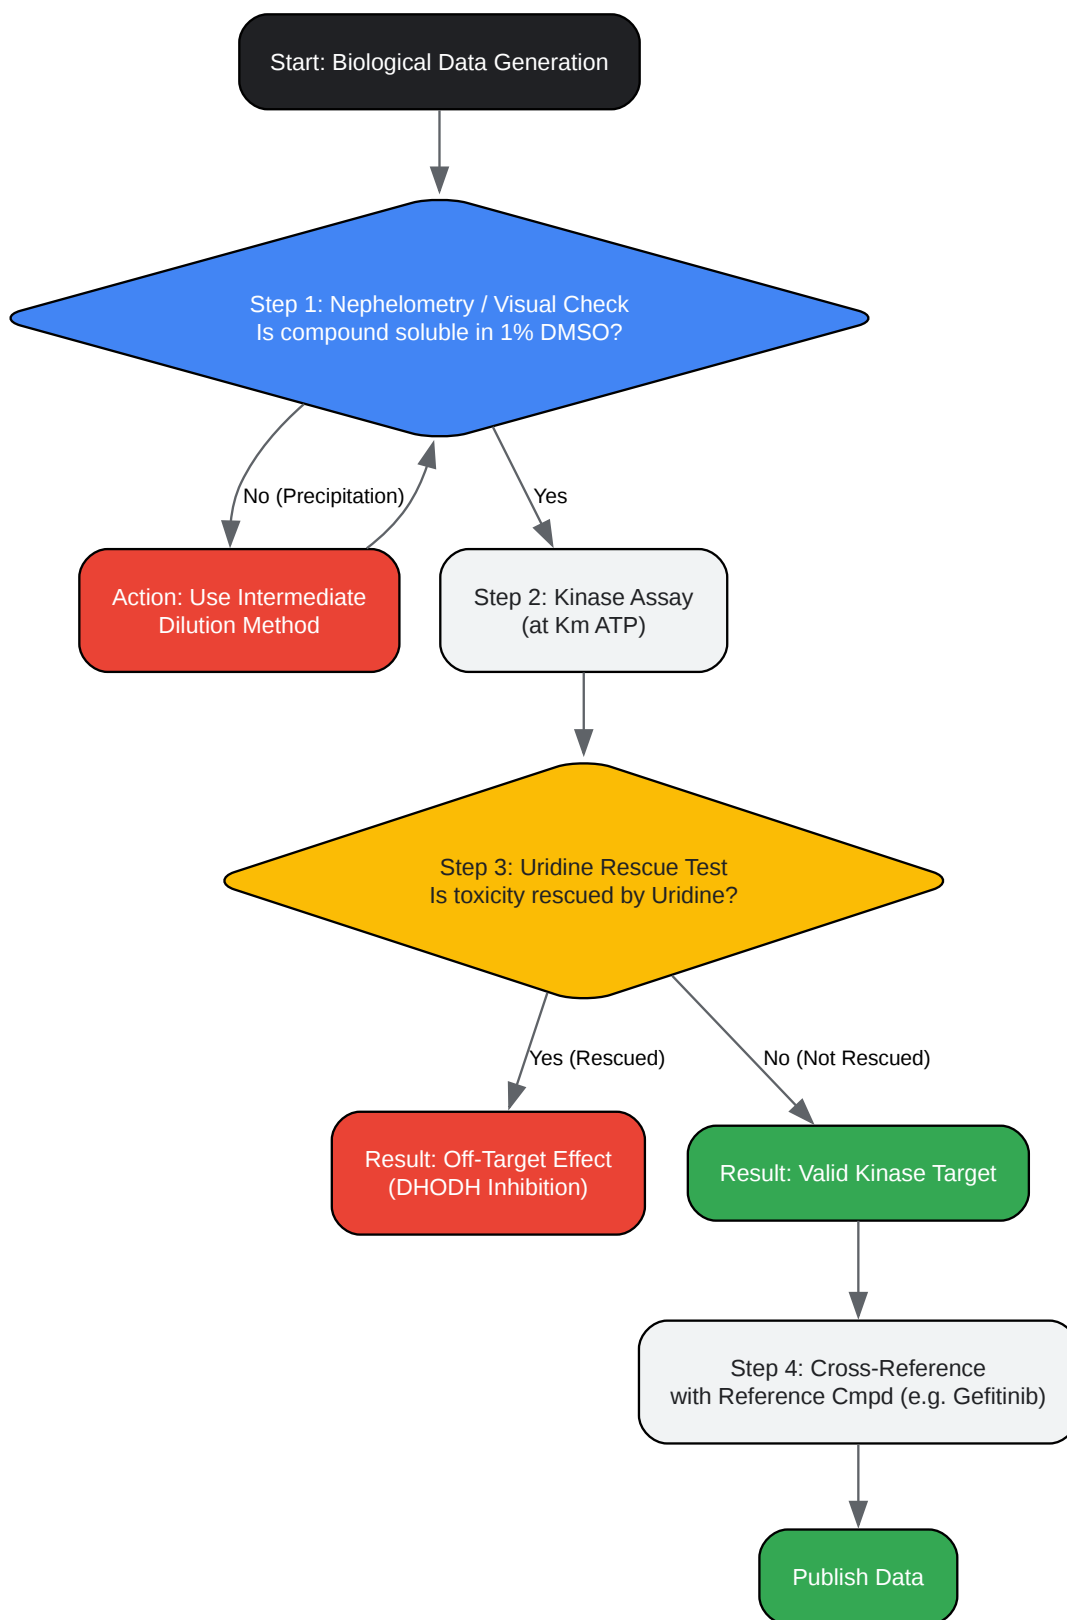 Start: Biological Data Generation
Step 1: Nephelometry / Visual Check
Is compound soluble in 1% DMSO?
No (Precipitation)
Yes
Action: Use Intermediate
Dilution Method
Step 2: Kinase Assay
(at Km ATP)
Step 3: Uridine Rescue Test
Is toxicity rescued by Uridine?
Yes (Rescued)
No (Not Rescued)
Result: Off-Target Effect
(DHODH Inhibition)
Result: Valid Kinase Target
Step 4: Cross-Reference
with Reference Cmpd (e.g. Gefitinib)
Publish Data